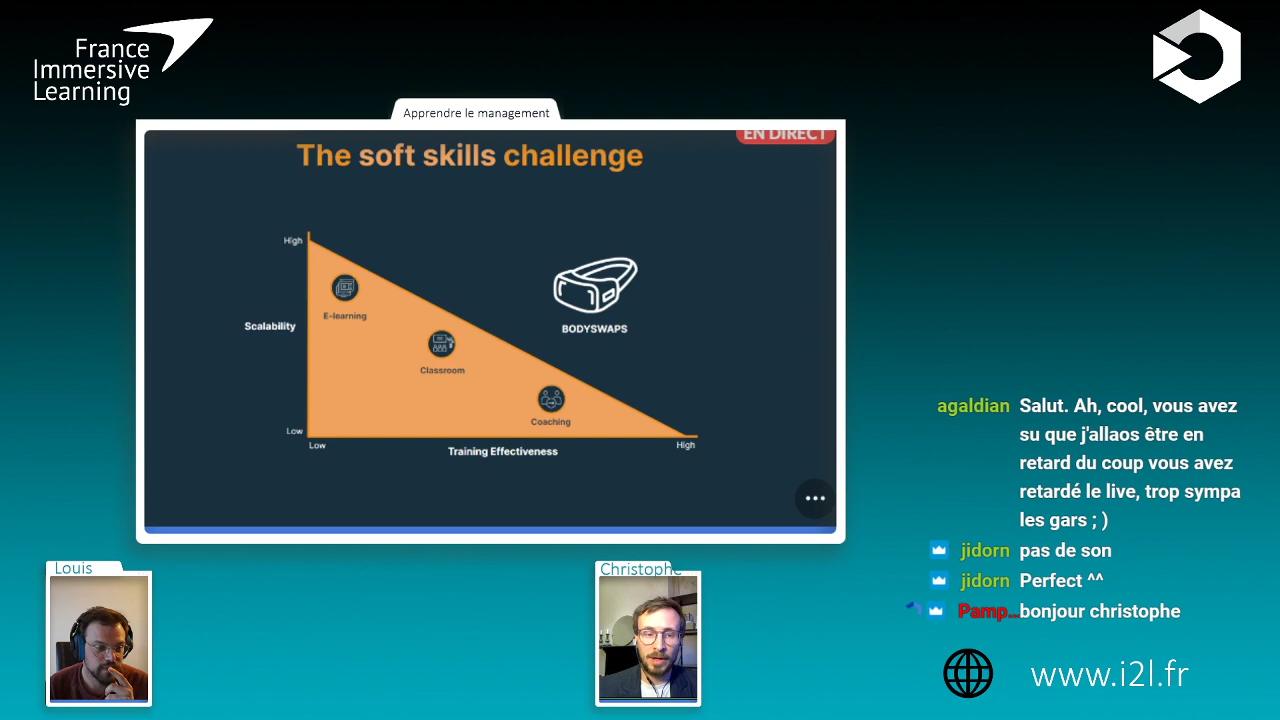 France
Immersive
Learning
Apprendre le management
EN DIRECT
The soft skills challenge
High
E-learning
Scalability
BODYSWAPS
Classroom
Coaching
Low
Low
High
Training Effectiveness
agaldian Salut. Ah, cool, vous avez
su que j'allaos être en
retard du coup vous avez
retardé le live, trop sympa
les gars ; )
jidorn pas de son
jidorn Perfect ^^
Pamp... bonjour christophe
Louis
Christophe
www.i2l.fr